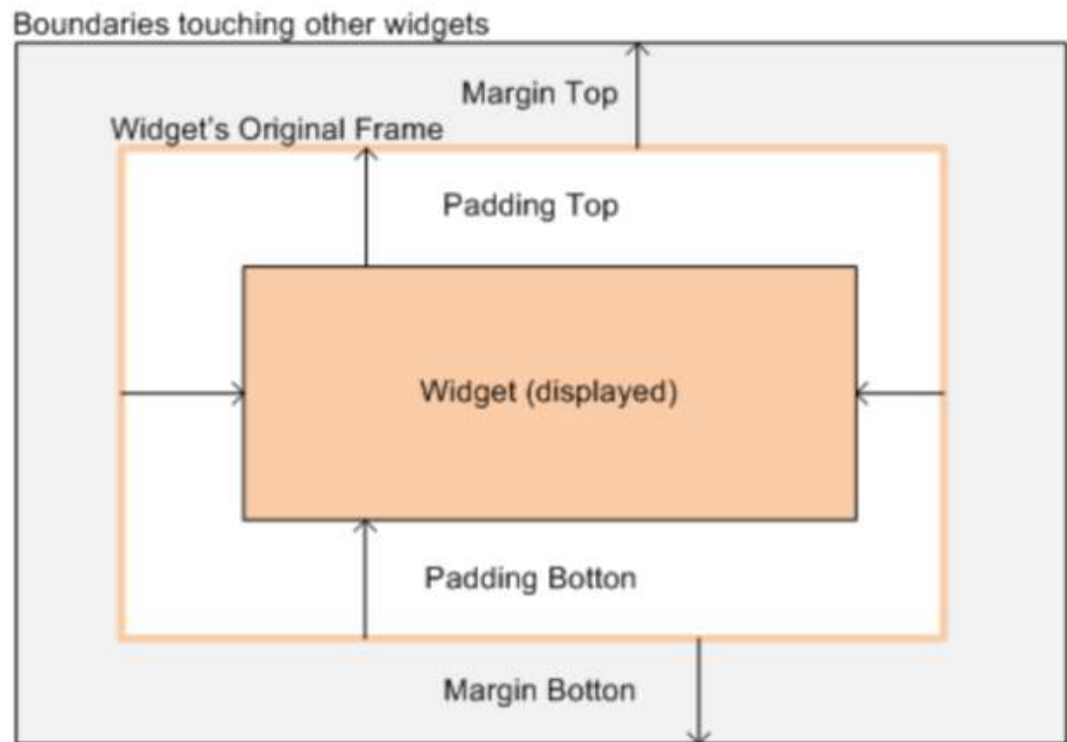 Boundaries touching other widgets
Margin Top
Widget's Original Frame
Padding Top
Widget (displayed)
Padding Botton
Margin Botton